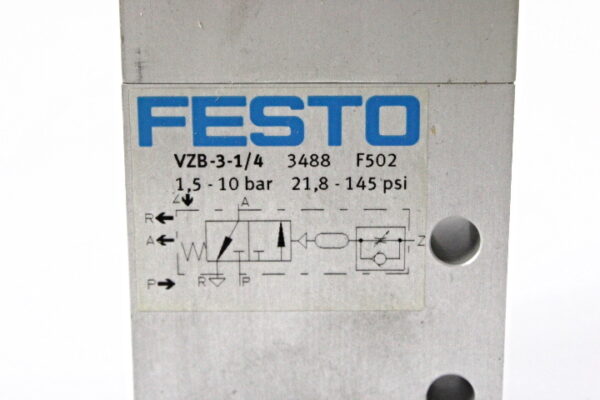 FESTO
VZB-3-1/4 3488 F502
1,5 - 10 bar 21,8 - 145 psi
Z A
R
A Z
P R P